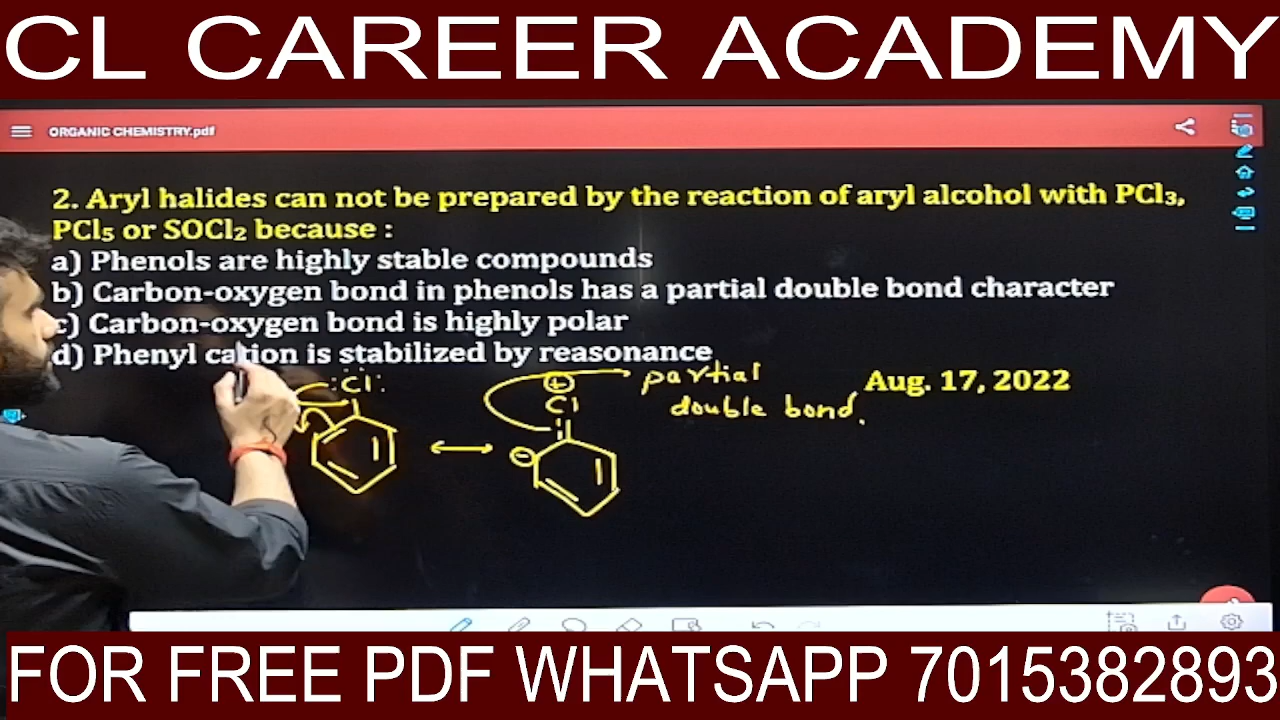 CL CAREER ACADEMY
ORGANIC CHEMISTRY.pdf
2. Aryl halides can not be prepared by the reaction of aryl alcohol with PCl₃,
PCl₅ or SOCl₂ because :
a) Phenols are highly stable compounds
b) Carbon-oxygen bond in phenols has a partial double bond character
c) Carbon-oxygen bond is highly polar
d) Phenyl cation is stabilized by reasonance
:Cl:
⊕
Cl
⊖
partial
double bond.
Aug. 17, 2022
FOR FREE PDF WHATSAPP 7015382893